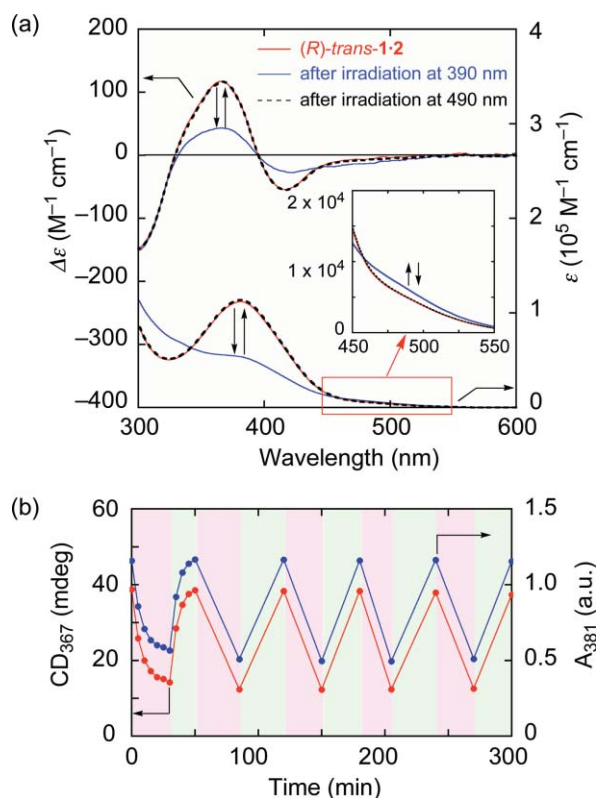 (a)
200
100
0
−100
−200
−300
−400
Δε (M⁻¹ cm⁻¹)
(R)-trans-1·2
after irradiation at 390 nm
after irradiation at 490 nm
4
3
2
1
0
ε (10⁵ M⁻¹ cm⁻¹)
2 x 10⁴
1 x 10⁴
0
450
500
550
300
400
500
600
Wavelength (nm)
(b)
60
40
20
0
CD₃₆₇ (mdeg)
1.5
1.0
0.5
0
A₃₈₁ (a.u.)
0
100
200
300
Time (min)